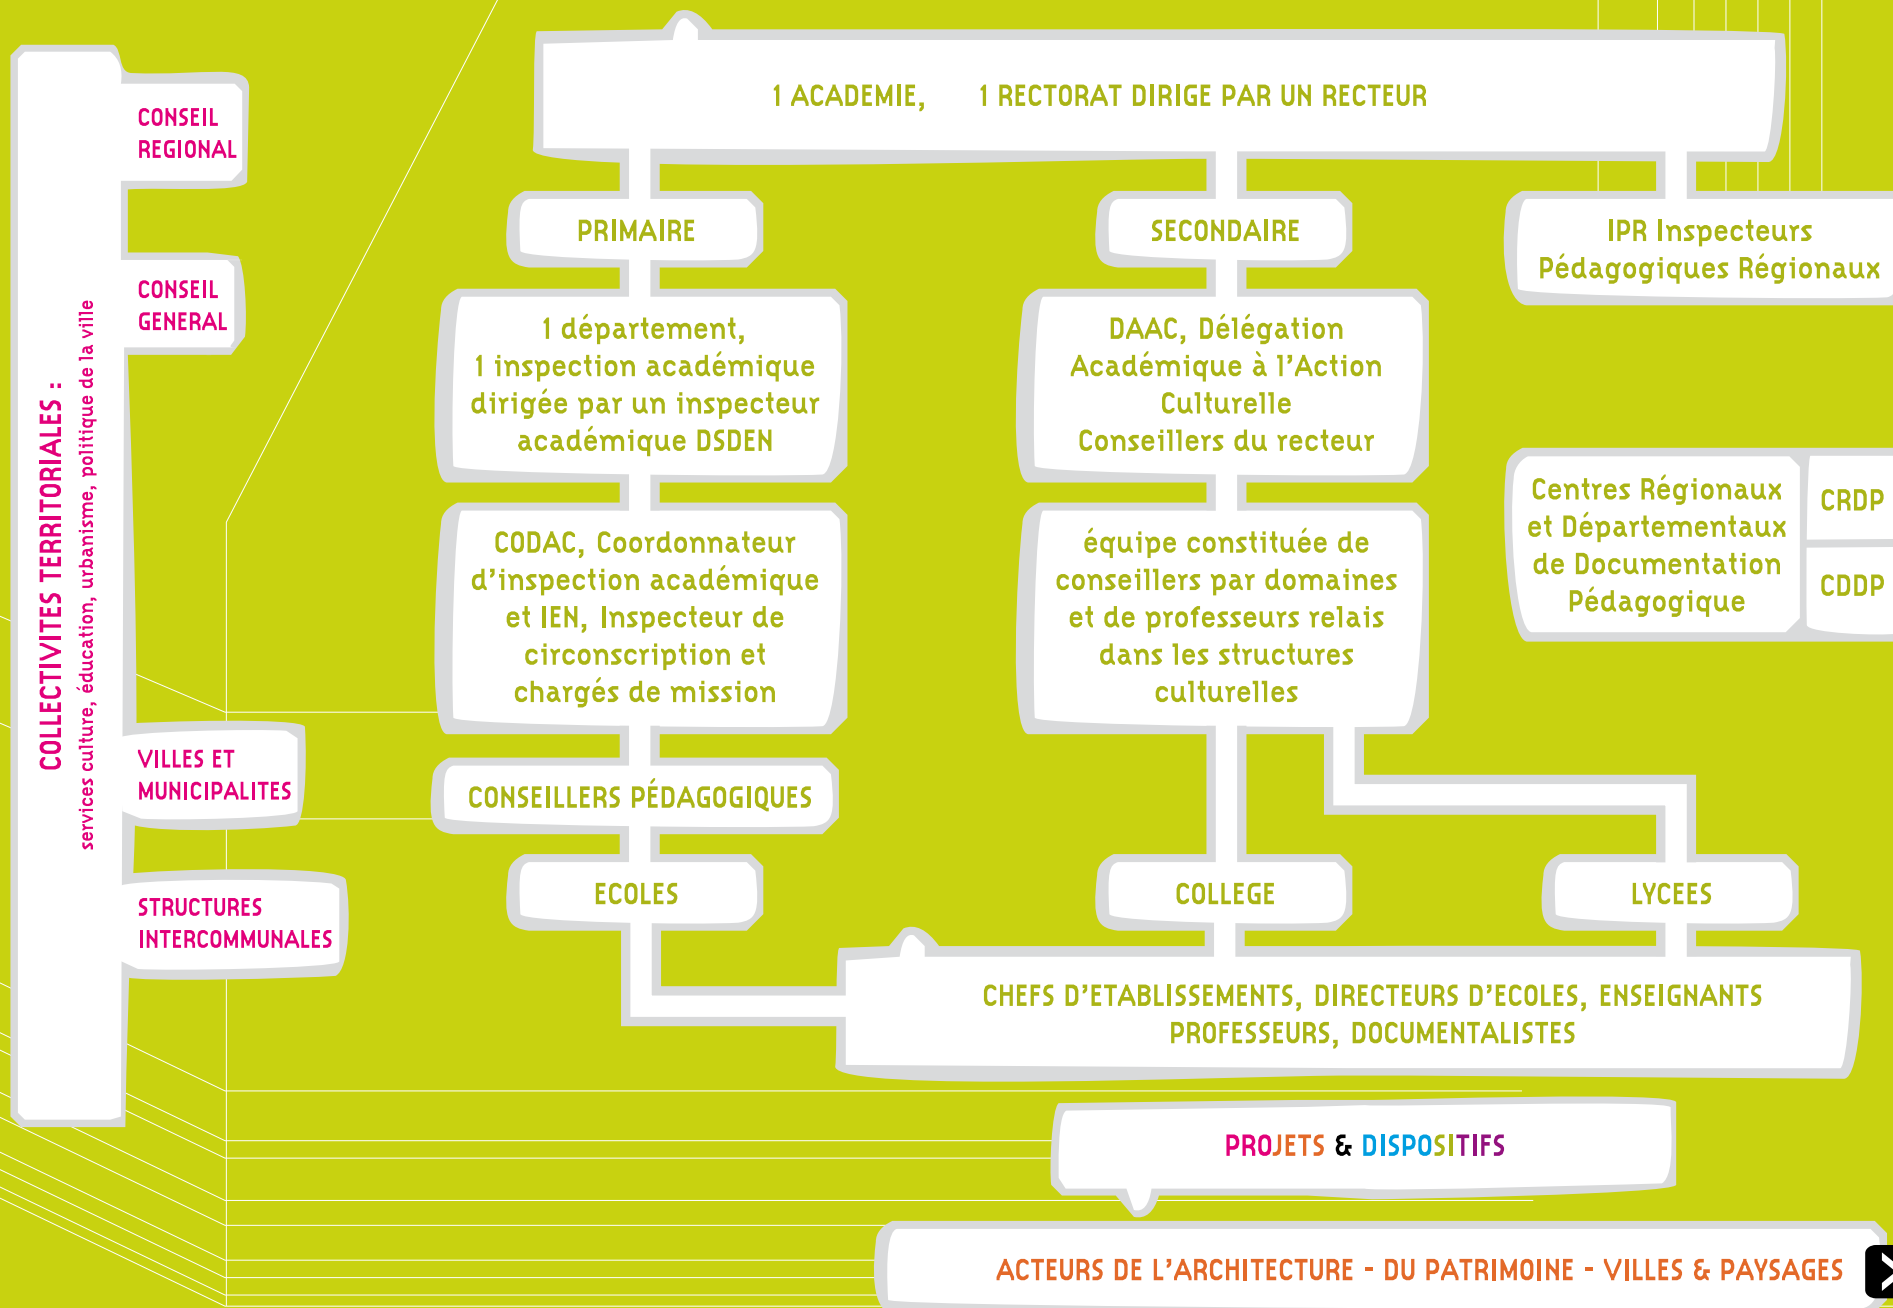 COLLECTIVITES TERRITORIALES :
services culture, éducation, urbanisme, politique de la ville
CONSEIL
REGIONAL
CONSEIL
GENERAL
VILLES ET
MUNICIPALITES
STRUCTURES
INTERCOMMUNALES
1 ACADEMIE, 1 RECTORAT DIRIGE PAR UN RECTEUR
PRIMAIRE
1 département,
1 inspection académique
dirigée par un inspecteur
académique DSDEN
CODAC, Coordonnateur
d'inspection académique
et IEN, Inspecteur de
circonscription et
chargés de mission
CONSEILLERS PÉDAGOGIQUES
ECOLES
SECONDAIRE
DAAC, Délégation
Académique à l'Action
Culturelle
Conseillers du recteur
équipe constituée de
conseillers par domaines
et de professeurs relais
dans les structures
culturelles
COLLEGE
LYCEES
IPR Inspecteurs
Pédagogiques Régionaux
Centres Régionaux
et Départementaux
de Documentation
Pédagogique
CRDP
CDDP
CHEFS D'ETABLISSEMENTS, DIRECTEURS D'ECOLES, ENSEIGNANTS
PROFESSEURS, DOCUMENTALISTES
PROJETS & DISPOSITIFS
ACTEURS DE L'ARCHITECTURE - DU PATRIMOINE - VILLES & PAYSAGES